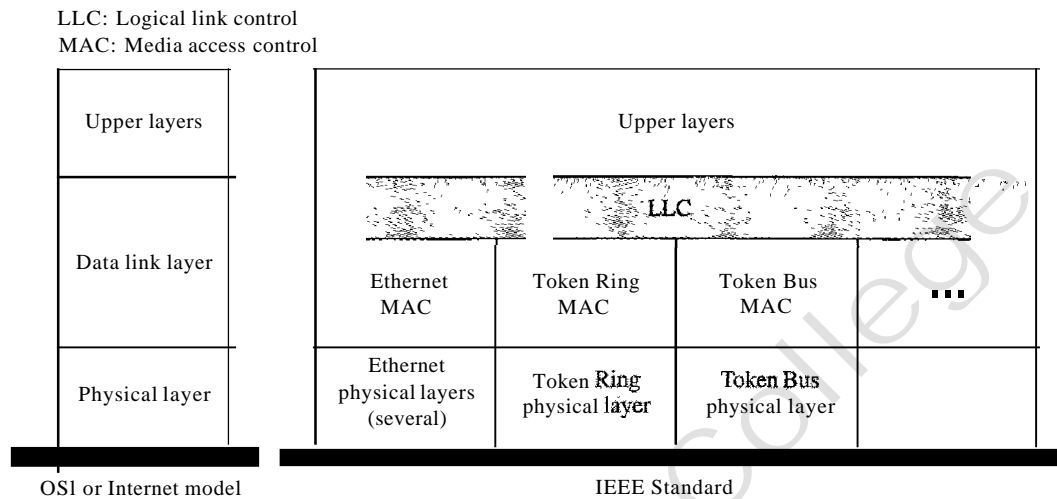 LLC: Logical link control
MAC: Media access control
Upper layers
Data link layer
Physical layer
OS1 or Internet model
Upper layers
LLC
Ethernet
MAC
Token Ring
MAC
Token Bus
MAC
...
Ethernet
physical layers
(several)
Token Ring
physical layer
Token Bus
physical layer
IEEE Standard
College